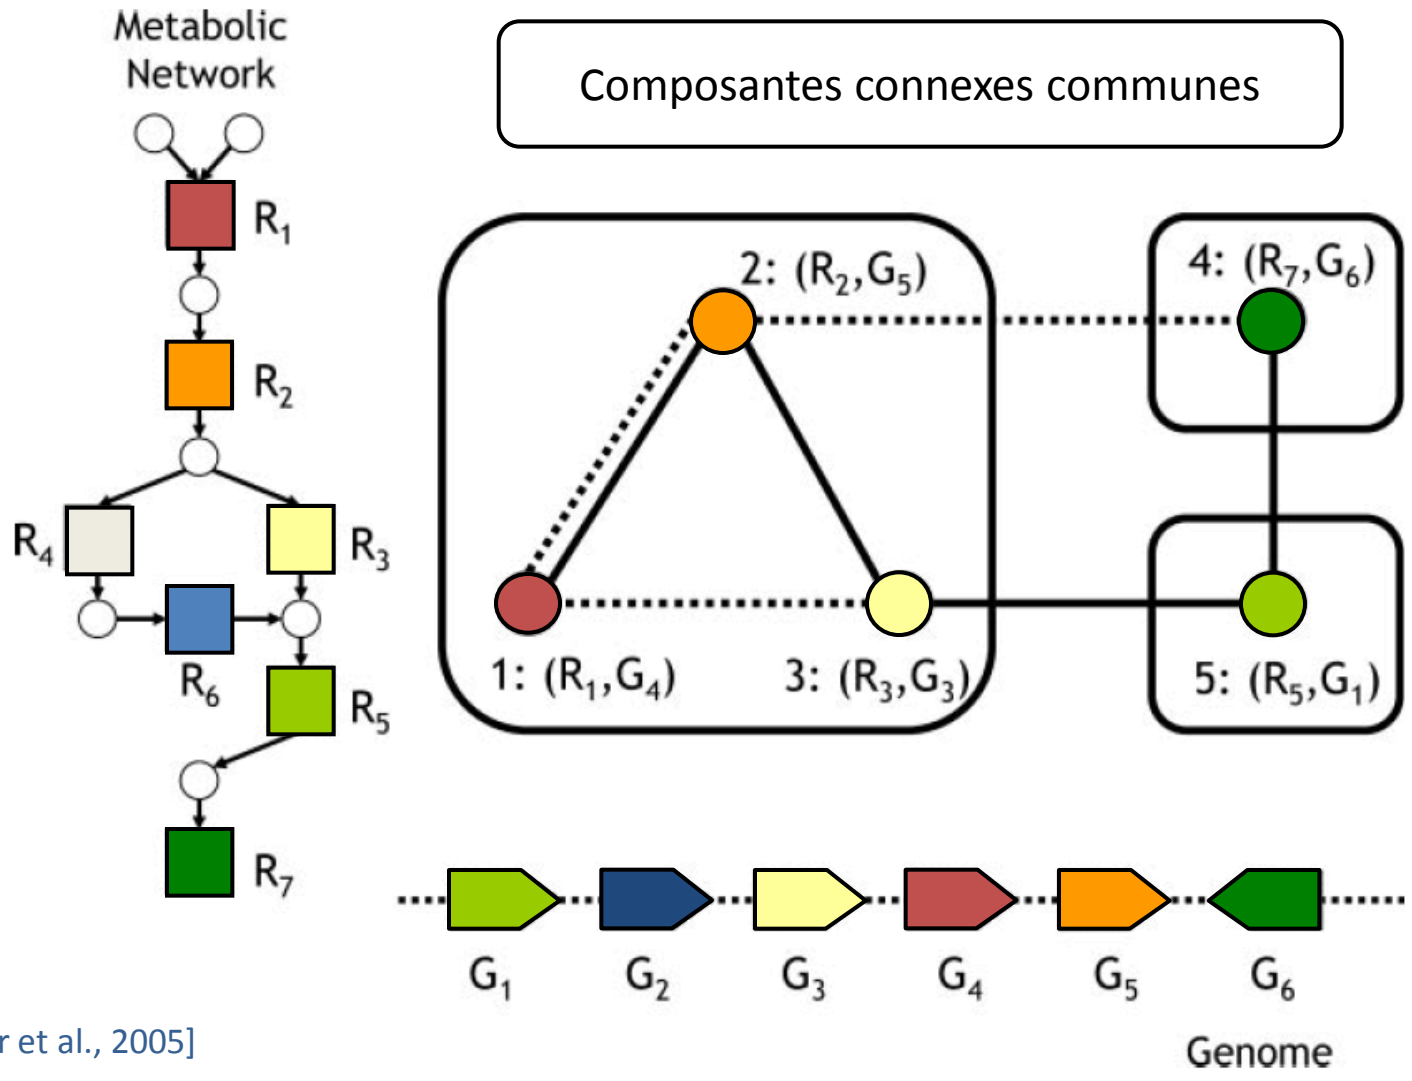 Metabolic
Network
Composantes connexes communes
R1
R2
R4
R3
R6
R5
R7
2: (R2,G5)
4: (R7,G6)
1: (R1,G4)
3: (R3,G3)
5: (R5,G1)
G1 G2 G3 G4 G5 G6
Genome
et al., 2005]